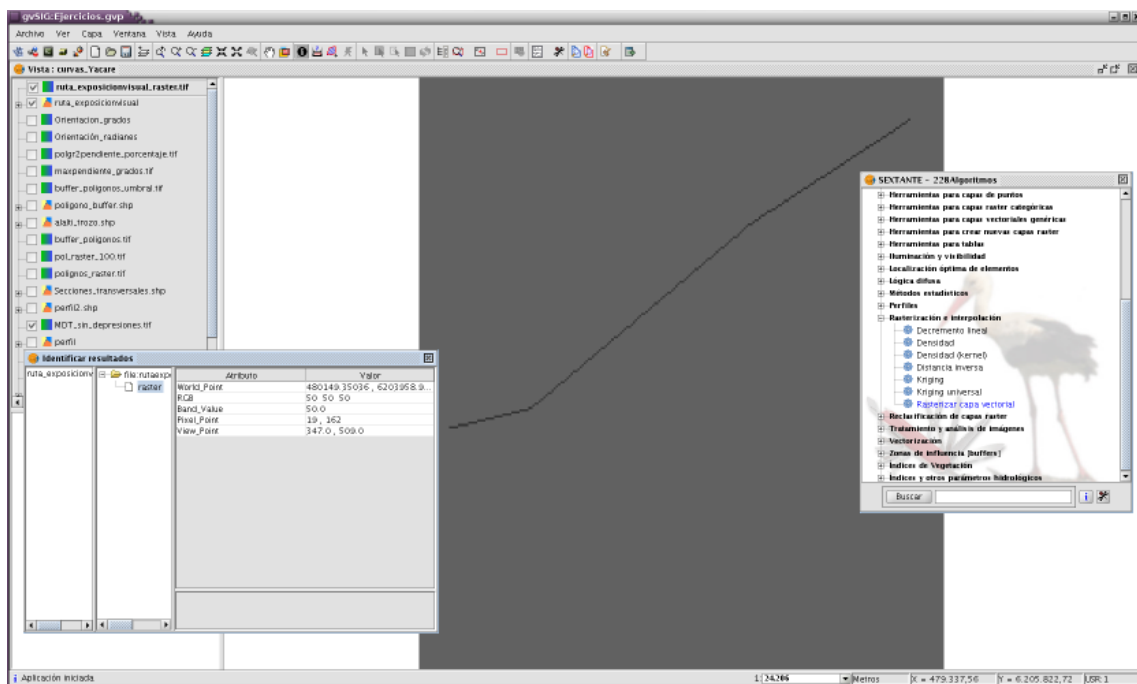 gvSIG:Ejercicios.gvp
Archivo Ver Capa Ventana Vista Ayuda
Vista : curvas_Yacare
ruta_exposicionvisual_raster.tif
ruta_exposicionvisual
Orientacion_grados
Orientación_radianes
polgr2pendiente_porcentaje.tif
maxpendiente_grados.tif
buffer_poligonos_umbral.tif
poligono_buffer.shp
alalti_trozo.shp
buffer_poligonos.tif
pol_raster_100.tif
polignos_raster.tif
Secciones_transversales.shp
perfil2.shp
MDT_sin_depresiones.tif
perfil
Identificar resultados
ruta_exposicionv
file:rutaexp
raster
Atributo Valor
World_Point 480149.35036 , 6203958.9...
RGB 50 50 50
Band_Value 50.0
Pixel_Point 19 , 162
View_Point 347.0 , 509.0
SEXTANTE - 228Algoritmos
Herramientas para capas de puntos
Herramientas para capas raster categóricas
Herramientas para capas vectoriales genéricas
Herramientas para crear nuevas capas raster
Herramientas para tablas
Iluminación y visibilidad
Localización óptima de elementos
Lógica difusa
Métodos estadísticos
Perfiles
Rasterización e interpolación
Decremento lineal
Densidad
Densidad (kernel)
Distancia inversa
Kriging
Kriging universal
Rasterizar capa vectorial
Reclasificación de capas raster
Tratamiento y análisis de imágenes
Vectorización
Zonas de influencia [buffers]
Índices de Vegetación
Índices y otros parámetros hidrológicos
Buscar
Aplicación iniciada
1: 24.206 Metros X = 479.337,56 Y = 6.205.822,72 USR:1